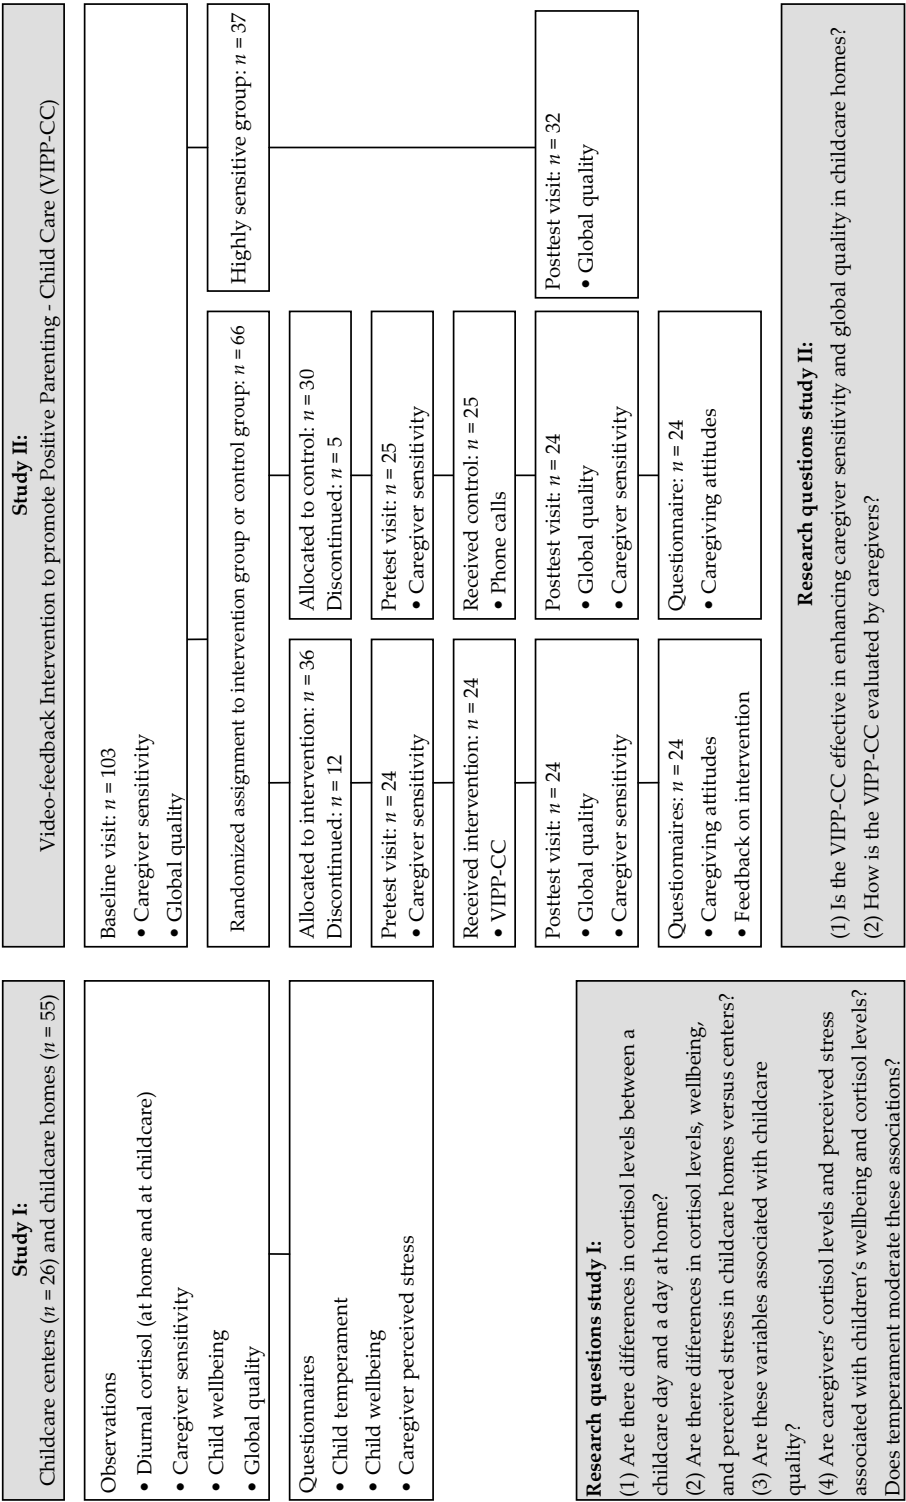 Study I:
Childcare centers (n = 26) and childcare homes (n = 55)
Observations
• Diurnal cortisol (at home and at childcare)
• Caregiver sensitivity
• Child wellbeing
• Global quality
Questionnaires
• Child temperament
• Child wellbeing
• Caregiver perceived stress
Research questions study I:
(1) Are there differences in cortisol levels between a
childcare day and a day at home?
(2) Are there differences in cortisol levels, wellbeing,
and perceived stress in childcare homes versus centers?
(3) Are these variables associated with childcare
quality?
(4) Are caregivers' cortisol levels and perceived stress
associated with children's wellbeing and cortisol levels?
Does temperament moderate these associations?
Study II:
Video-feedback Intervention to promote Positive Parenting - Child Care (VIPP-CC)
Baseline visit: n = 103
• Caregiver sensitivity
• Global quality
Randomized assignment to intervention group or control group: n = 66
Highly sensitive group: n = 37
Allocated to intervention: n = 36
Discontinued: n = 12
Allocated to control: n = 30
Discontinued: n = 5
Pretest visit: n = 24
• Caregiver sensitivity
Pretest visit: n = 25
• Caregiver sensitivity
Received intervention: n = 24
• VIPP-CC
Received control: n = 25
• Phone calls
Posttest visit: n = 24
• Global quality
• Caregiver sensitivity
Posttest visit: n = 24
• Global quality
• Caregiver sensitivity
Posttest visit: n = 32
• Global quality
Questionnaires: n = 24
• Caregiving attitudes
• Feedback on intervention
Questionnaire: n = 24
• Caregiving attitudes
Research questions study II:
(1) Is the VIPP-CC effective in enhancing caregiver sensitivity and global quality in childcare homes?
(2) How is the VIPP-CC evaluated by caregivers?